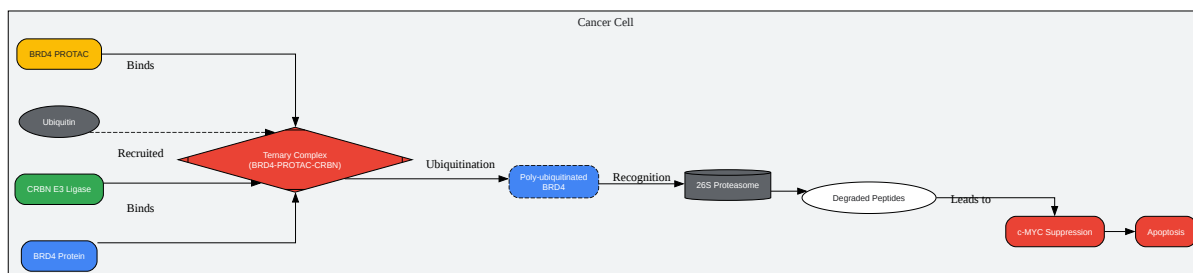 Cancer Cell
BRD4 PROTAC
Binds
Ubiquitin
Recruited
Ternary Complex
(BRD4-PROTAC-CRBN)
Ubiquitination
CRBN E3 Ligase
Binds
BRD4 Protein
Poly-ubiquitinated
BRD4
Recognition
26S Proteasome
Degraded Peptides
Leads to
c-MYC Suppression
Apoptosis